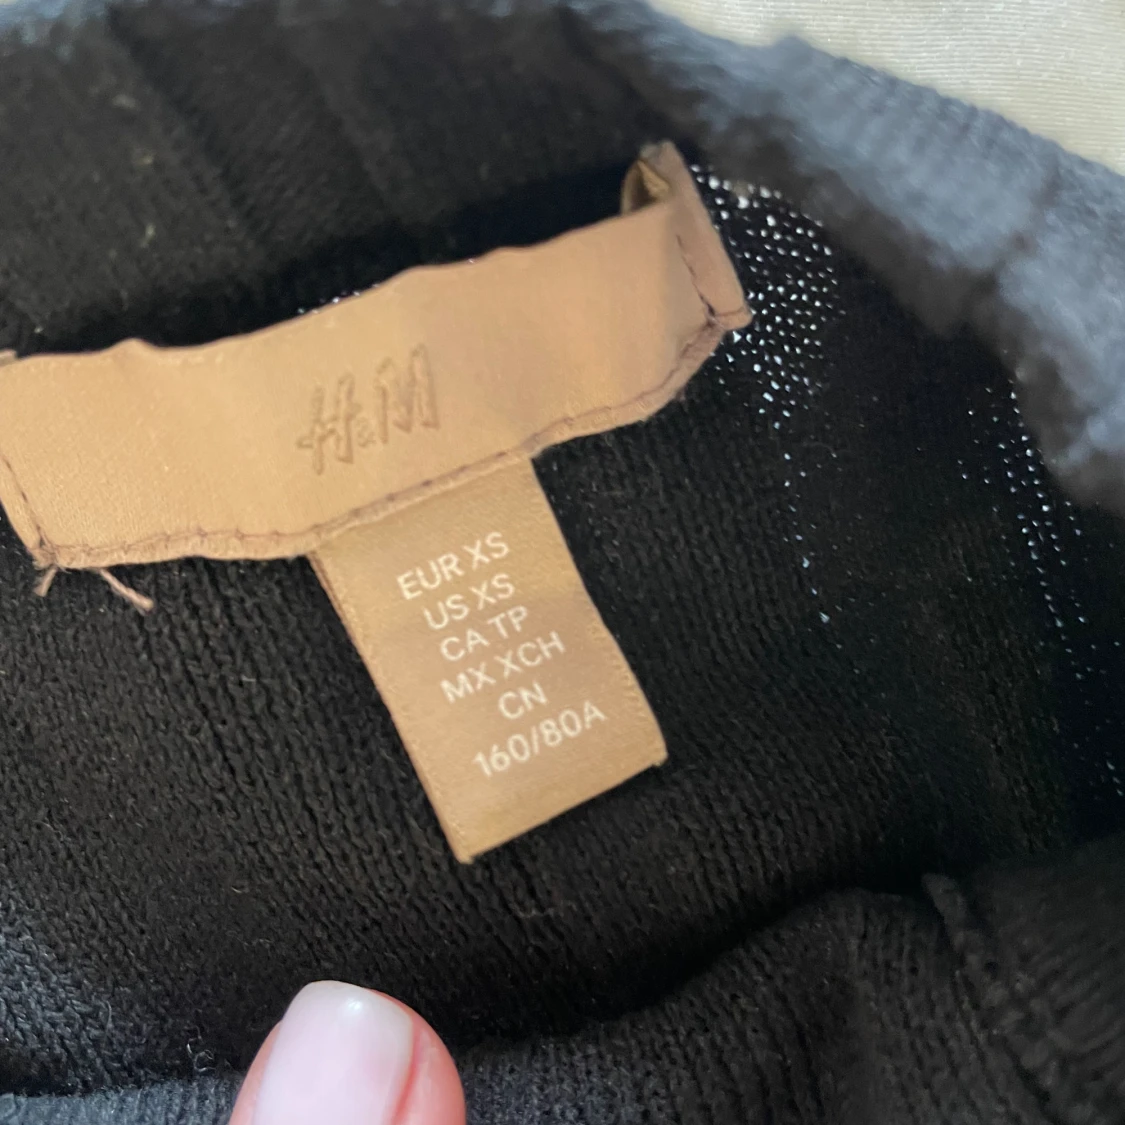 H&M
EUR XS
US XS
CA TP
MX XCH
CN
160/80A